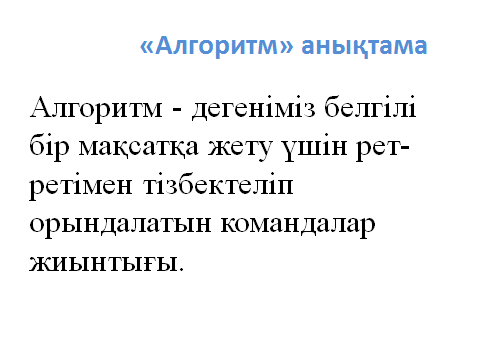 «Алгоритм» анықтама
Алгоритм - дегеніміз белгілі
бір мақсатқа жету үшін рет-
ретімен тізбектеліп
орындалатын командалар
жиынтығы.